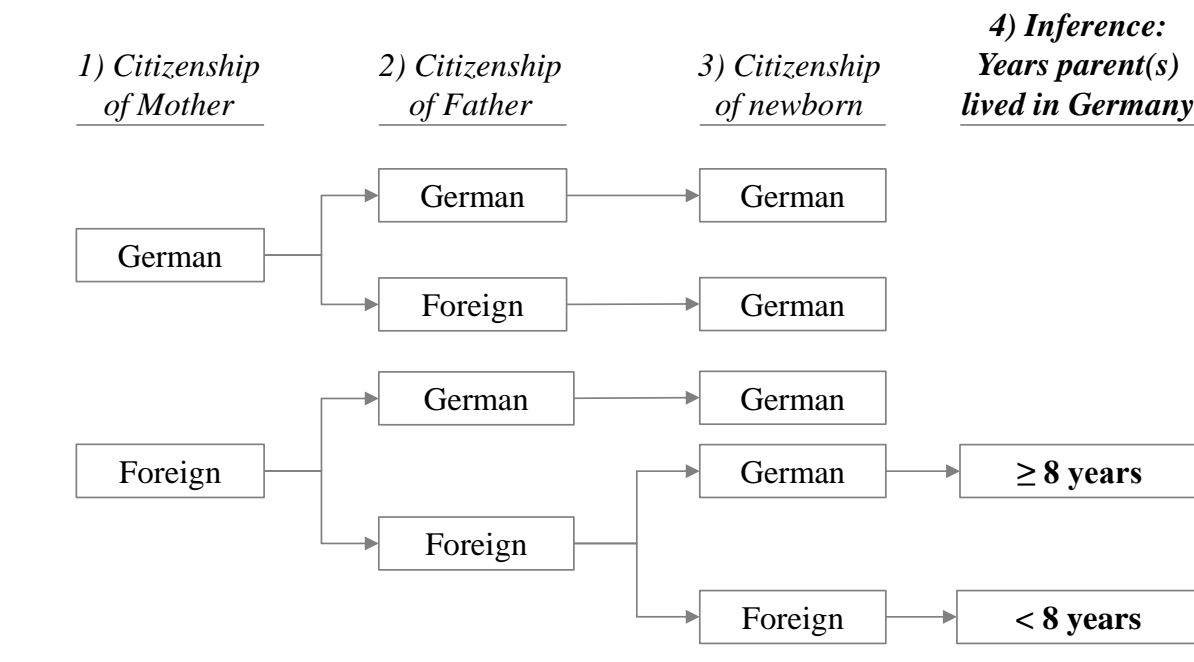 1) Citizenship
of Mother
2) Citizenship
of Father
3) Citizenship
of newborn
4) Inference:
Years parent(s)
lived in Germany
German
German
German
Foreign
German
Foreign
German
German
German
≥ 8 years
Foreign
Foreign
< 8 years